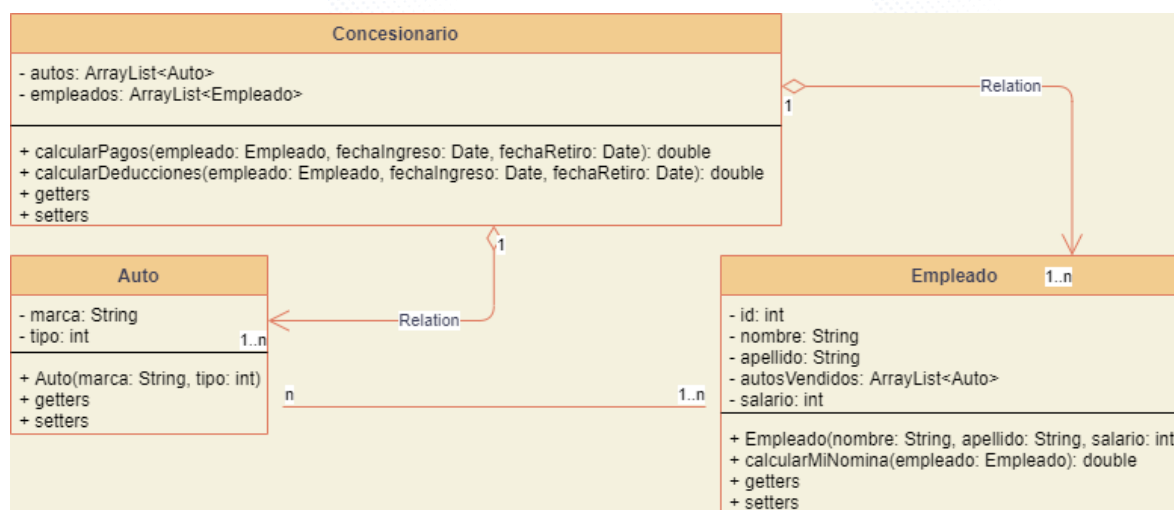 Concesionario
- autos: ArrayList<Auto>
- empleados: ArrayList<Empleado>
+ calcularPagos(empleado: Empleado, fechaIngreso: Date, fechaRetiro: Date): double
+ calcularDeducciones(empleado: Empleado, fechaIngreso: Date, fechaRetiro: Date): double
+ getters
+ setters
Relation
1
1
Relation
Auto
- marca: String
- tipo: int
1..n
+ Auto(marca: String, tipo: int)
+ getters
+ setters
n
1..n
Empleado
1..n
- id: int
- nombre: String
- apellido: String
- autosVendidos: ArrayList<Auto>
- salario: int
+ Empleado(nombre: String, apellido: String, salario: int
+ calcularMiNomina(empleado: Empleado): double
+ getters
+ setters